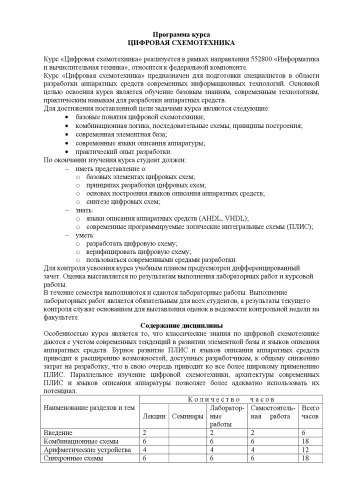 Программа курса
ЦИФРОВАЯ СХЕМОТЕХНИКА
Курс «Цифровая схемотехника» реализуется в рамках направления 552800 «Информатика
и вычислительная техника», относится к федеральной компоненте.
Курс «Цифровая схемотехника» предназначен для подготовки специалистов в области
разработки аппаратных средств современных информационных технологий. Основной
целью освоения курса является обучение базовым знаниям, современным технологиям,
практическим навыкам для разработки аппаратных средств.
Для достижения поставленной цели задачами курса являются следующие:
• базовые понятия цифровой схемотехники;
• комбинационная логика, последовательные схемы, принципы построения;
• современная элементная база;
• современные языки описания аппаратуры;
• практический опыт разработки.
По окончании изучения курса студент должен:
– иметь представление о:
o базовых элементах цифровых схем;
o принципах разработки цифровых схем;
o основах построения языков описания аппаратных средств;
o синтезе цифровых схем;
– знать:
o языки описания аппаратных средств (AHDL, VHDL);
o современные программируемые логические интегральные схемы (ПЛИС);
– уметь:
o разработать цифровую схему;
o верифицировать цифровую схему;
o пользоваться современными средами разработки.
Для контроля усвоения курса учебным планом предусмотрен дифференцированный
зачет. Оценка выставляется по результатам выполнения лабораторных работ и курсовой
работы.
В течение семестра выполняются и сдаются лабораторные работы. Выполнение
лабораторных работ является обязательным для всех студентов, а результаты текущего
контроля служат основанием для выставления оценок в ведомости контрольной недели на
факультете.
Содержание дисциплины
Особенностью курса является то, что классические знания по цифровой схемотехнике
даются с учетом современных тенденций в развитии элементной базы и языков описания
аппаратных средств. Бурное развитие ПЛИС и языков описания аппаратных средств
приводит к расширению возможностей, доступных разработчикам, к общему снижению
затрат на разработку, что в свою очередь приводит ко все более широкому применению
ПЛИС. Параллельное изучение цифровой схемотехники, архитектуры современных
ПЛИС и языков описания аппаратуры позволяет более адекватно использовать их
потенциал.
Количество часов
Наименование разделов и тем Лекции Семинары Лаборатор- Самостоятель- Всего
ные ная работа часов
работы
Введение 2 2 2 6
Комбинационные схемы 6 6 6 18
Арифметические устройства 4 4 4 12
Синхронные схемы 6 6 6 18